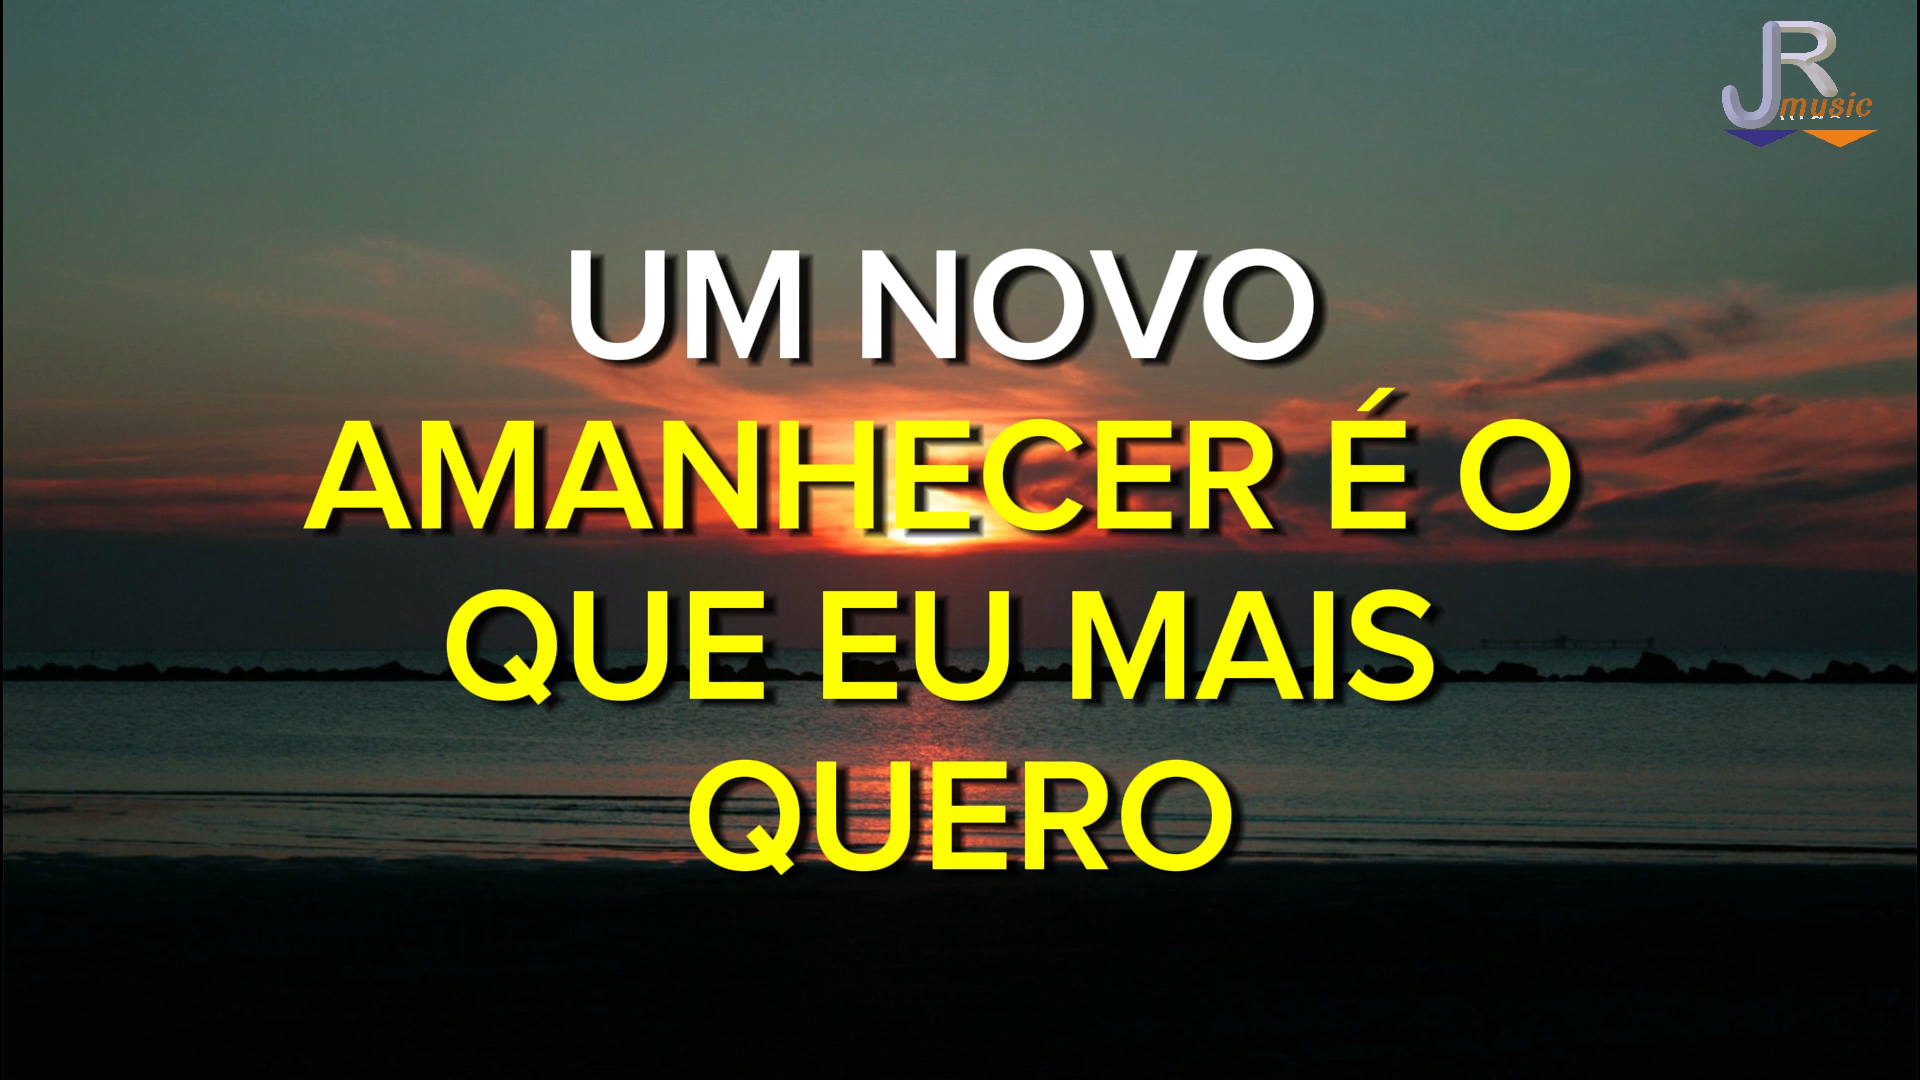 JR
music
UM NOVO
AMANHECER É O
QUE EU MAIS
QUERO